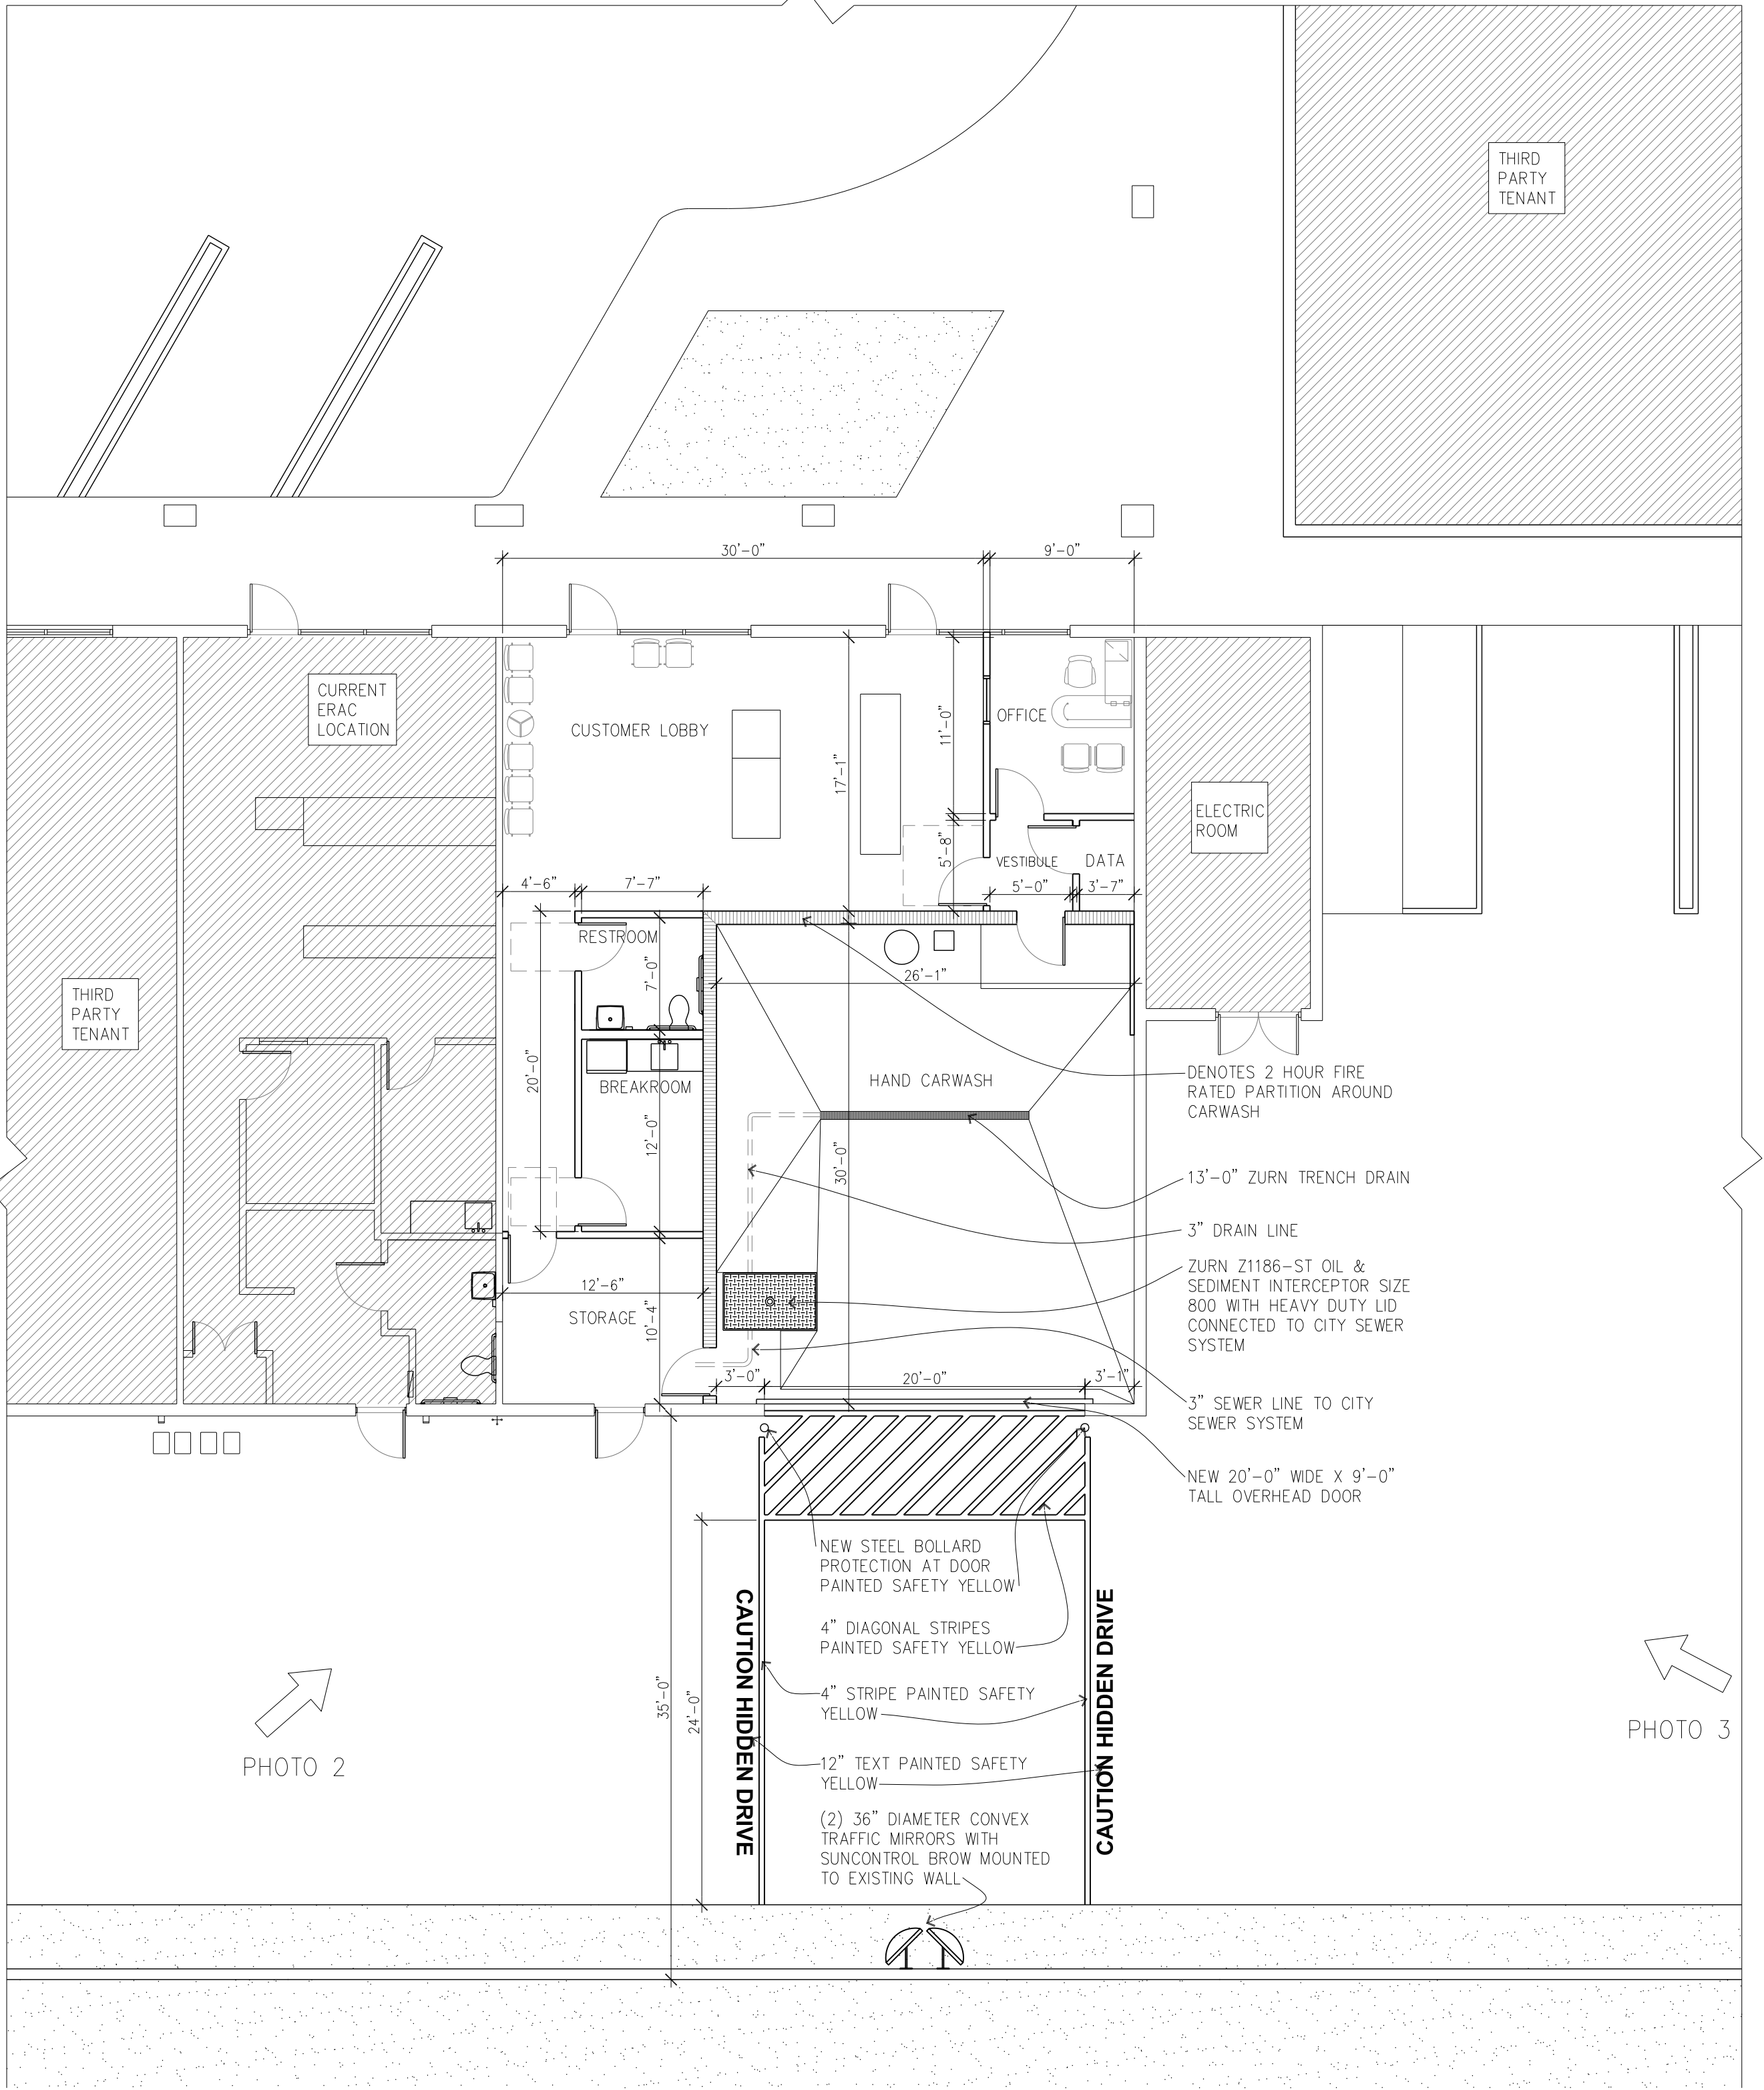 THIRD
PARTY
TENANT
30'-0"
9'-0"
CURRENT
ERAC
LOCATION
CUSTOMER LOBBY
OFFICE
11'-0"
17'-1"
ELECTRIC
ROOM
5'-8"
VESTIBULE
DATA
4'-6"
7'-7"
5'-0"
3'-7"
RESTROOM
7'-0"
26'-1"
THIRD
PARTY
TENANT
20'-0"
BREAKROOM
HAND CARWASH
DENOTES 2 HOUR FIRE
RATED PARTITION AROUND
CARWASH
12'-0"
30'-0"
13'-0" ZURN TRENCH DRAIN
3" DRAIN LINE
12'-6"
STORAGE
10'-4"
ZURN Z1186-ST OIL &
SEDIMENT INTERCEPTOR SIZE
800 WITH HEAVY DUTY LID
CONNECTED TO CITY SEWER
SYSTEM
3'-0"
20'-0"
3'-1"
3" SEWER LINE TO CITY
SEWER SYSTEM
NEW 20'-0" WIDE X 9'-0"
TALL OVERHEAD DOOR
NEW STEEL BOLLARD
PROTECTION AT DOOR
PAINTED SAFETY YELLOW
4" DIAGONAL STRIPES
PAINTED SAFETY YELLOW
35'-0"
24'-0"
CAUTION HIDDEN DRIVE
CAUTION HIDDEN DRIVE
4" STRIPE PAINTED SAFETY
YELLOW
12" TEXT PAINTED SAFETY
YELLOW
PHOTO 2
PHOTO 3
(2) 36" DIAMETER CONVEX
TRAFFIC MIRRORS WITH
SUNCONTROL BROW MOUNTED
TO EXISTING WALL